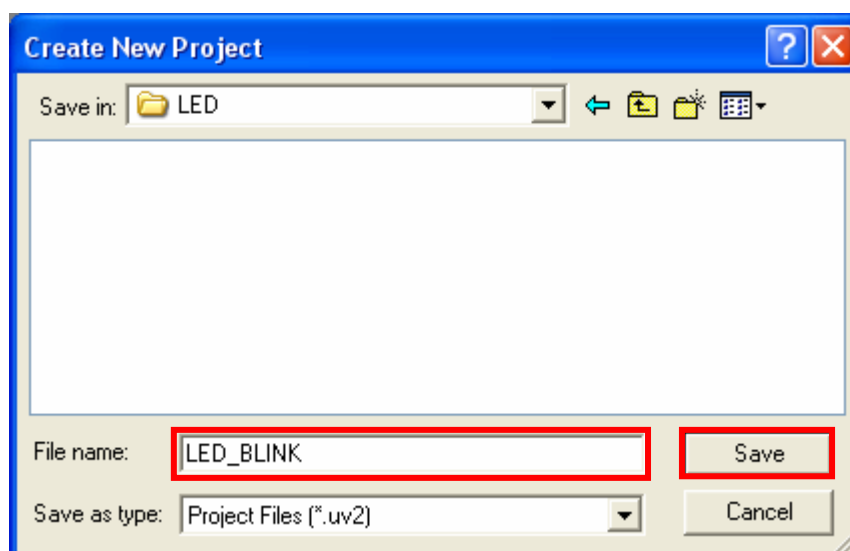 Create New Project
Save in: LED
File name: LED_BLINK Save
Save as type: Project Files (*.uv2) Cancel